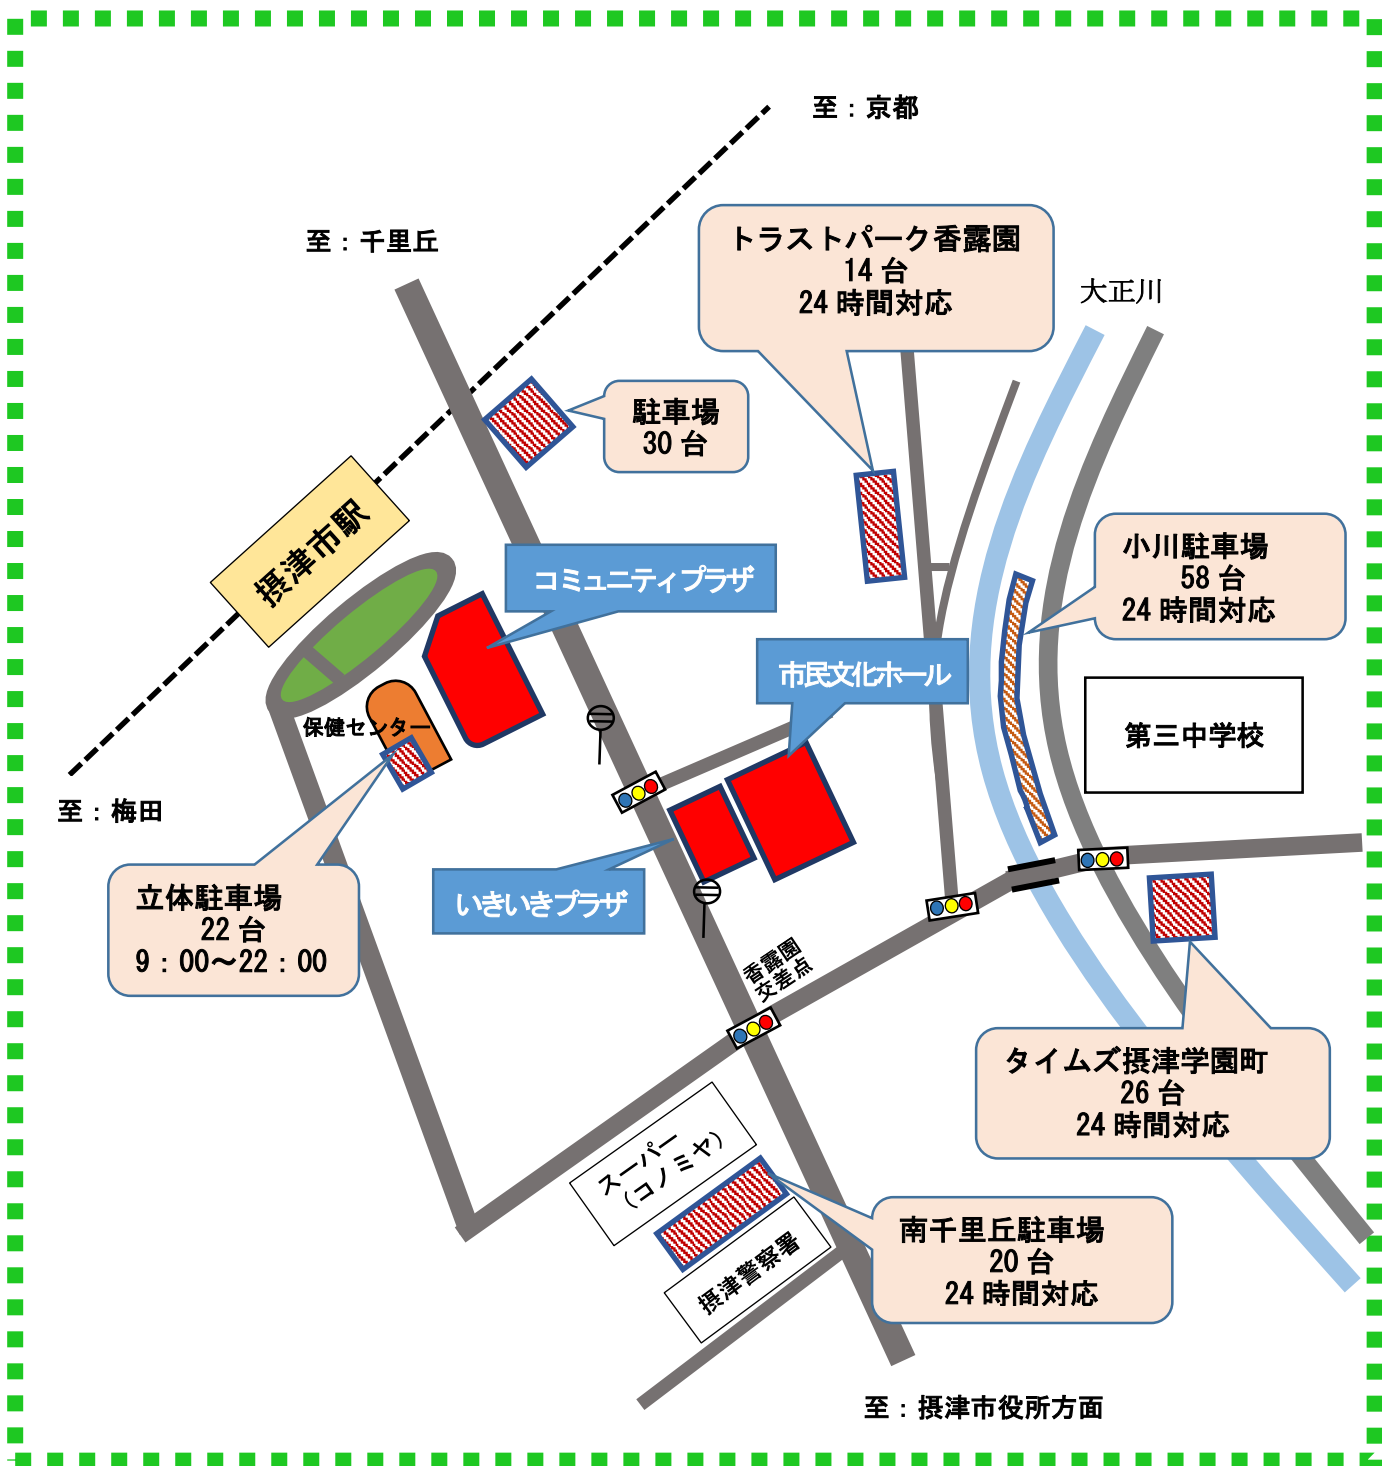 至：京都
至：千里丘
トラストパーク香露園
14 台
24 時間対応
大正川
駐車場
30 台
摂津市駅
コミュニティプラザ
小川駐車場
58 台
24 時間対応
市民文化ホール
保健センター
第三中学校
至：梅田
立体駐車場
22 台
9：00～22：00
いきいきプラザ
香露園
交差点
タイムズ摂津学園町
26 台
24 時間対応
スーパー
（コノミヤ）
南千里丘駐車場
20 台
24 時間対応
摂津警察署
至：摂津市役所方面